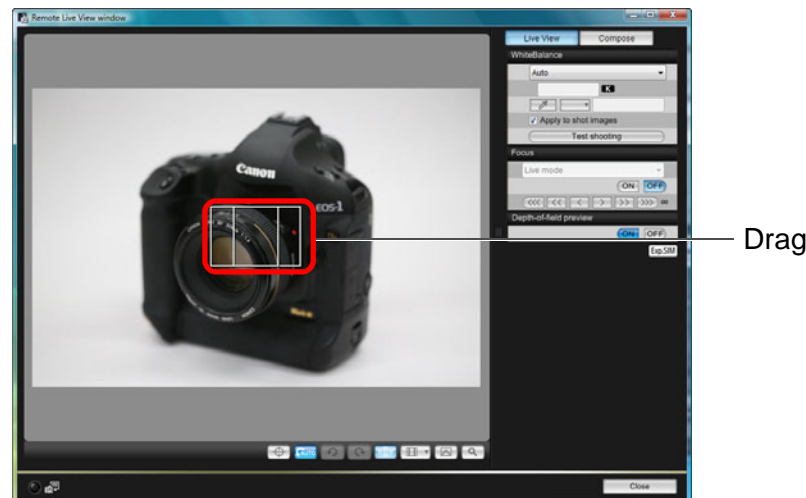 Remote Live View window
Live View
Compose
WhiteBalance
Auto
K
Apply to shot images
Test shooting
Focus
Live mode
ON OFF
<<< << < > >> >>> ∞
Depth-of-field preview
ON OFF
Exp.SIM
Canon
EOS-1
Drag
AUTO
Close